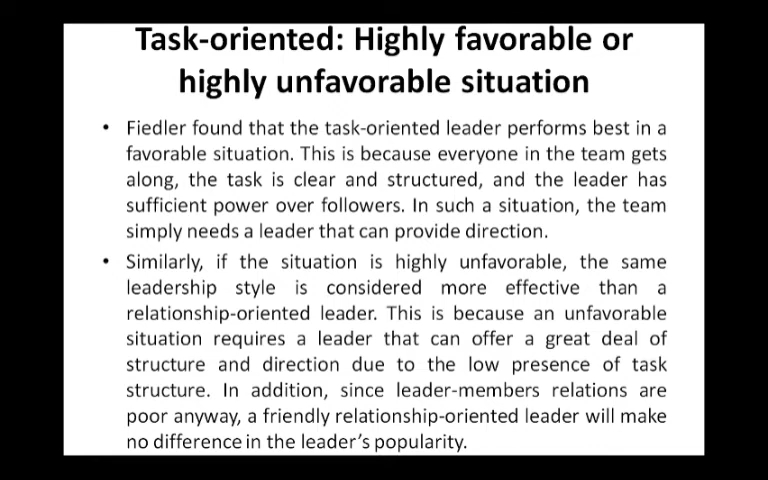 Task-oriented: Highly favorable or
highly unfavorable situation
• Fiedler found that the task-oriented leader performs best in a
favorable situation. This is because everyone in the team gets
along, the task is clear and structured, and the leader has
sufficient power over followers. In such a situation, the team
simply needs a leader that can provide direction.
• Similarly, if the situation is highly unfavorable, the same
leadership style is considered more effective than a
relationship-oriented leader. This is because an unfavorable
situation requires a leader that can offer a great deal of
structure and direction due to the low presence of task
structure. In addition, since leader-members relations are
poor anyway, a friendly relationship-oriented leader will make
no difference in the leader’s popularity.